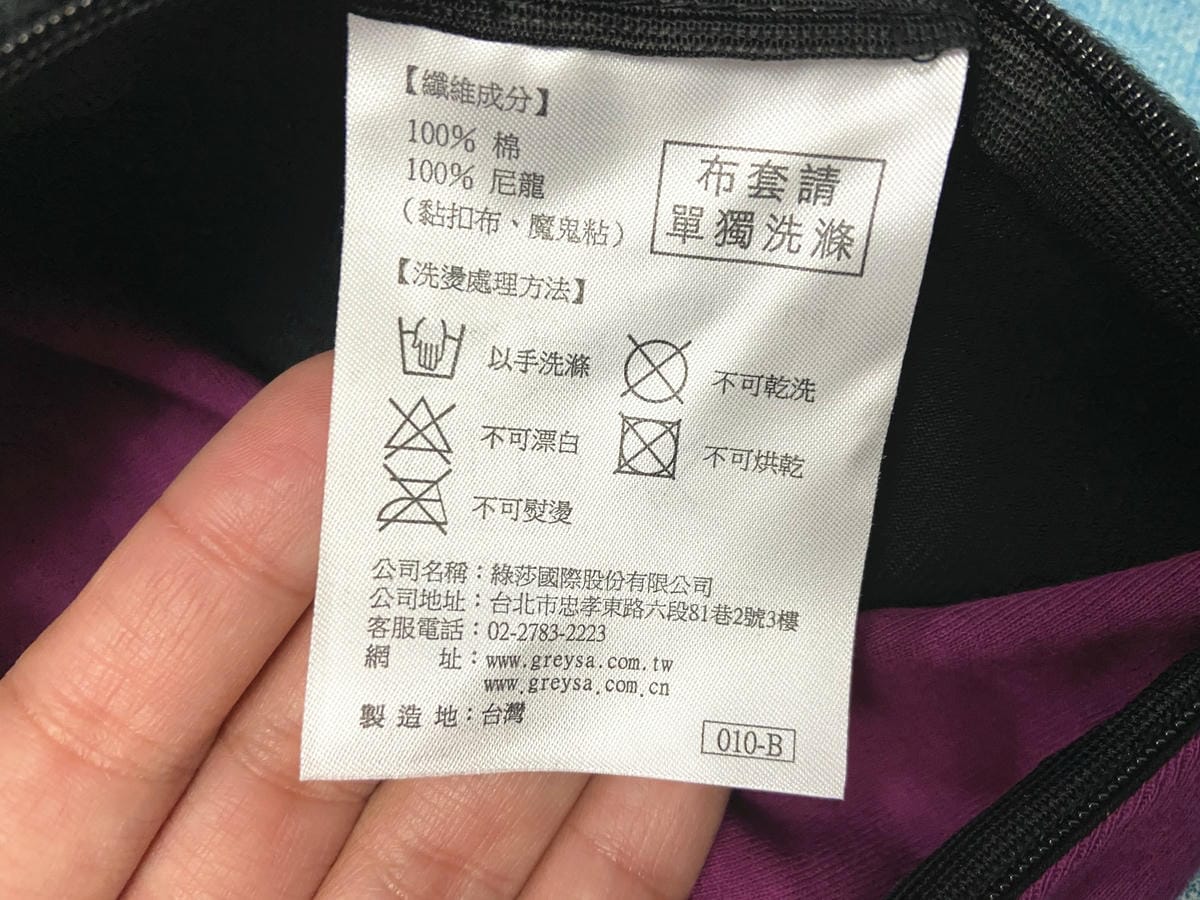 【纖維成分】
100% 棉
100% 尼龍
（黏扣布、魔鬼粘）
布套請
單獨洗滌
【洗燙處理方法】
以手洗滌
不可乾洗
不可漂白
不可烘乾
不可熨燙
公司名稱：綠莎國際股份有限公司
公司地址：台北市忠孝東路六段81巷2號3樓
客服電話：02-2783-2223
網　　址：www.greysa.com.tw
www.greysa.com.cn
製 造 地：台灣
010-B